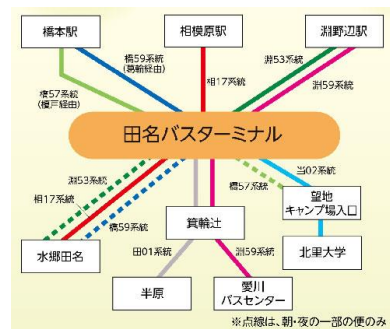 橋本駅
相模原駅
淵野辺駅
橋59系統
(葛輪経由)
淵53系統
相17系統
淵59系統
橋57系統
(榎戸経由)
田名バスターミナル
淵53系統
相17系統
橋59系統
橋57系統
当02系統
望地
キャンプ場入口
箕輪辻
水郷田名
田01系統
淵59系統
北里大学
半原
愛川
バスセンター
※点線は、朝・夜の一部の便のみ